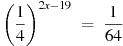 (1/4)^{2x−19} = 1/64